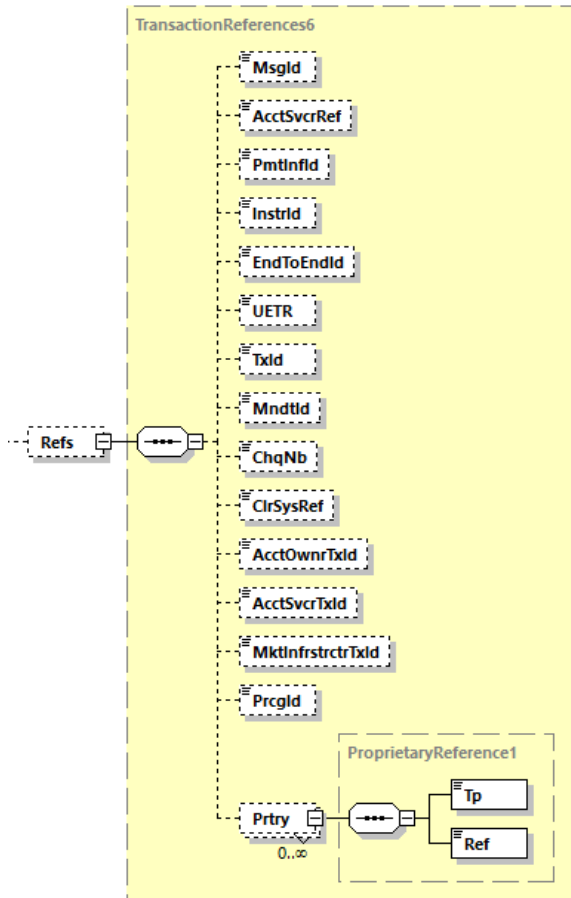 TransactionReferences6
MsgId
AcctSvcrRef
PmtInfId
InstrId
EndToEndId
UETR
TxId
MndtId
Refs
ChqNb
ClrSysRef
AcctOwnrTxId
AcctSvcrTxId
MktInfrstrctrTxId
PrcgId
ProprietaryReference1
Tp
Prtry
Ref
0..∞